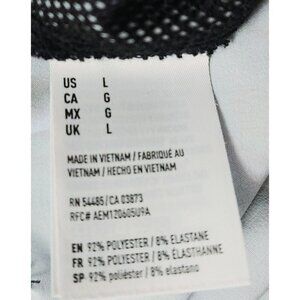 US L
CA G
MX G
UK L
MADE IN VIETNAM / FABRIQUÉ AU
VIETNAM / HECHO EN VIETNAM
RN 54485/CA 03873
RFC# AEM120605U9A
EN 92% POLYESTER / 8% ELASTANE
FR 92% POLYESTER / 8% ÉLASTHANNE
SP 92% poliéster / 8% elastano